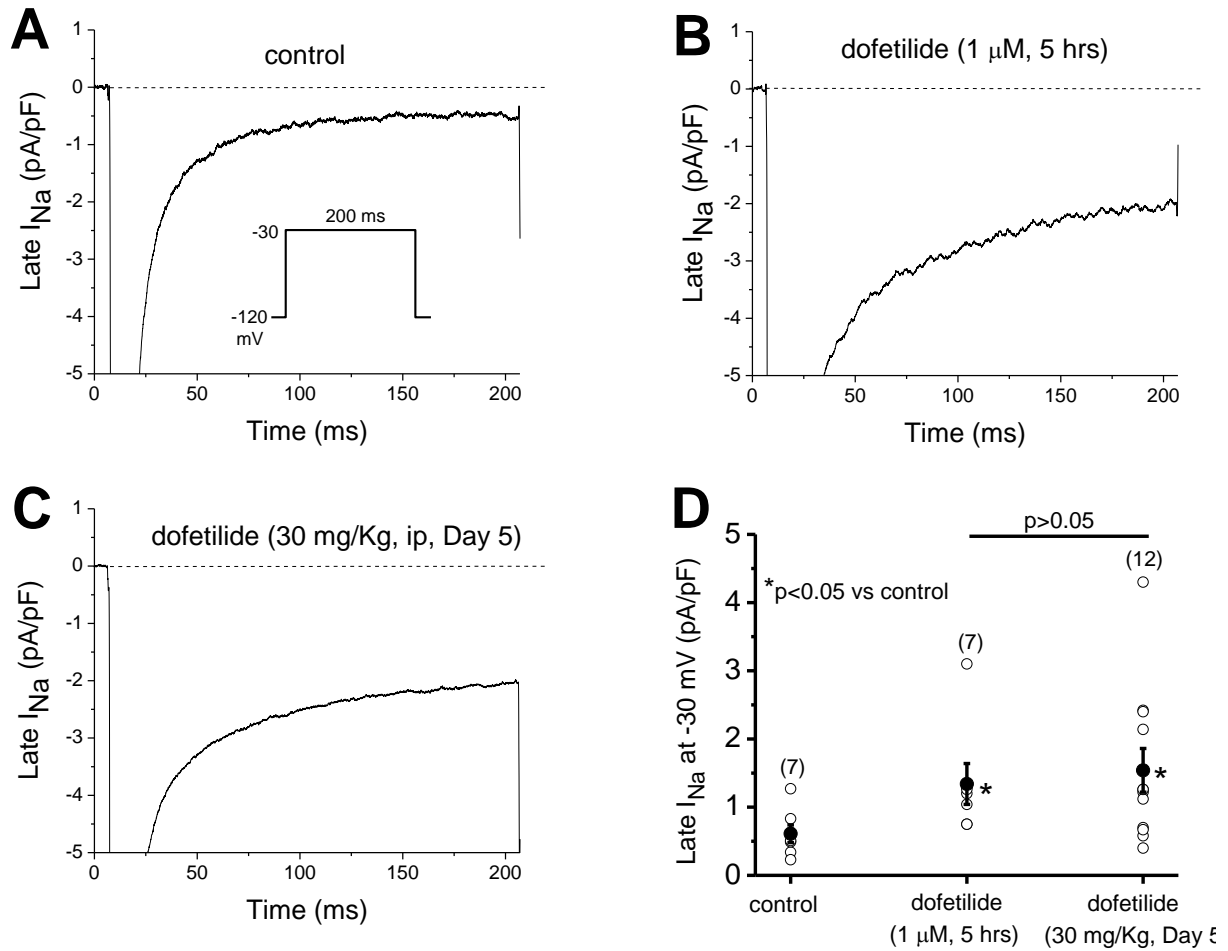 A
control
1
0
-1
-2
-3
-4
-5
Late INa (pA/pF)
0 50 100 150 200
Time (ms)
200 ms
-30
-120
mV
B
dofetilide (1 μM, 5 hrs)
1
0
-1
-2
-3
-4
-5
Late INa (pA/pF)
0 50 100 150 200
Time (ms)
C
dofetilide (30 mg/Kg, ip, Day 5)
1
0
-1
-2
-3
-4
-5
Late INa (pA/pF)
0 50 100 150 200
Time (ms)
D
p>0.05
*p<0.05 vs control
(7)
(7)
(12)
*
*
5
4
3
2
1
0
Late INa at -30 mV (pA/pF)
control
dofetilide
(1 μM, 5 hrs)
dofetilide
(30 mg/Kg, Day 5